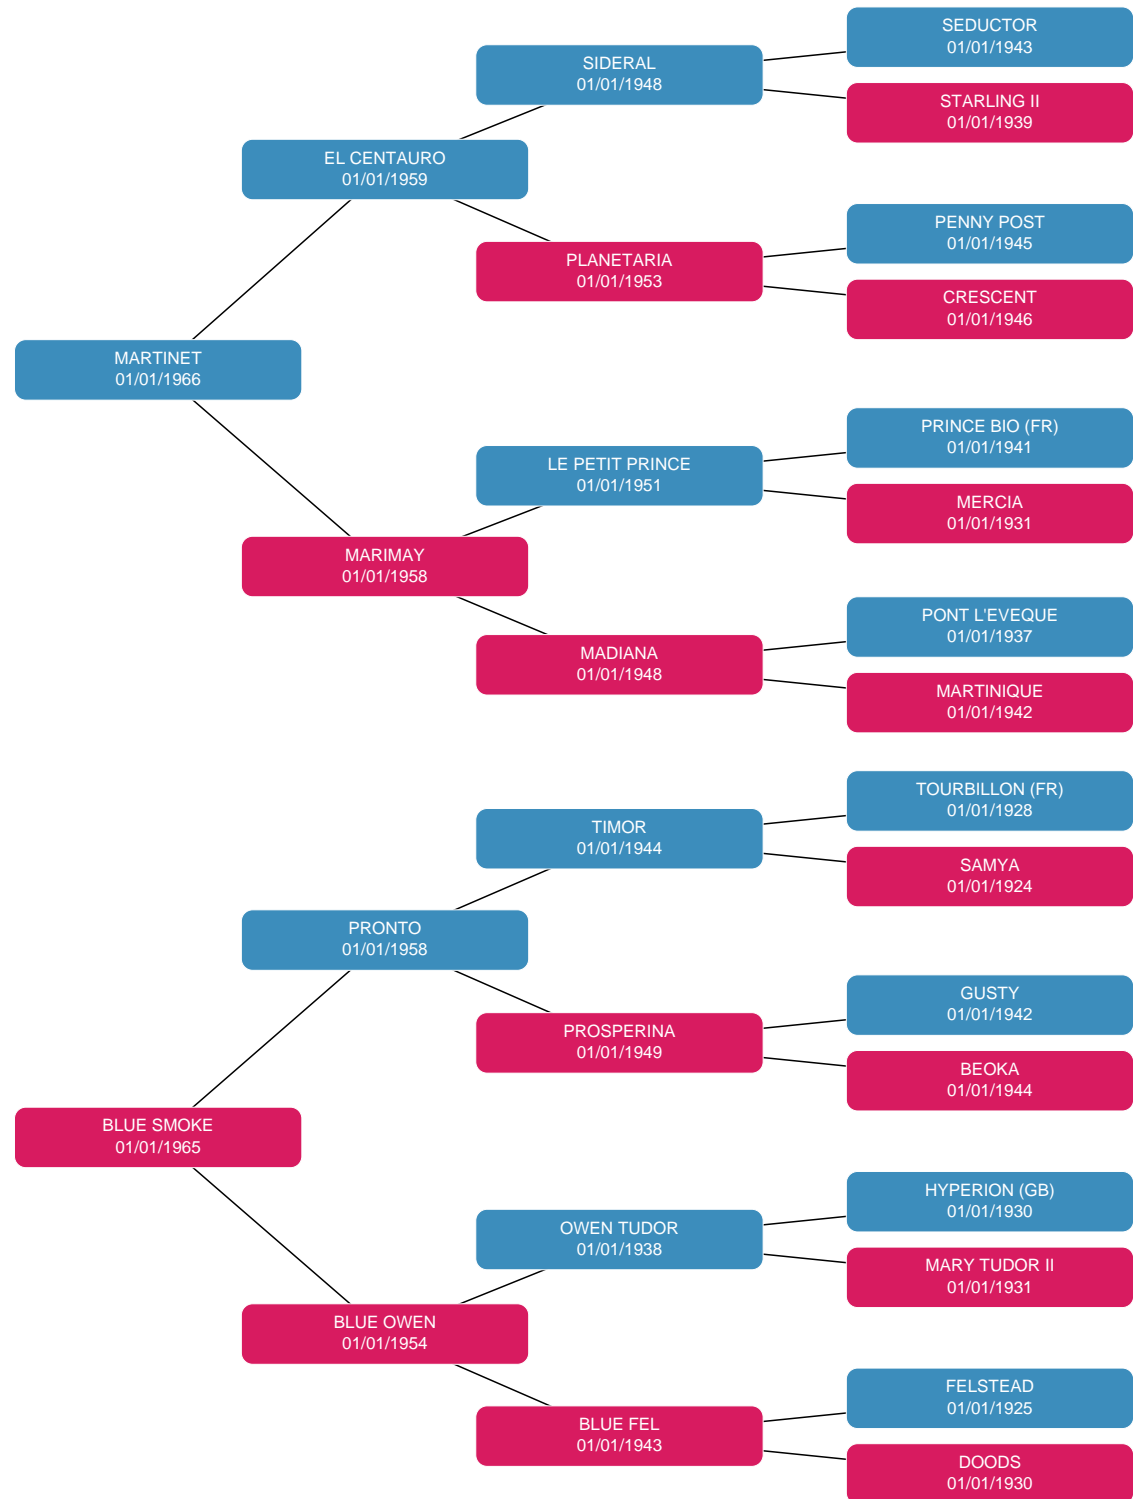 SEDUCTOR
01/01/1943
SIDERAL
01/01/1948
STARLING II
01/01/1939
EL CENTAURO
01/01/1959
PENNY POST
01/01/1945
PLANETARIA
01/01/1953
CRESCENT
01/01/1946
MARTINET
01/01/1966
PRINCE BIO (FR)
01/01/1941
LE PETIT PRINCE
01/01/1951
MERCIA
01/01/1931
MARIMAY
01/01/1958
PONT L'EVEQUE
01/01/1937
MADIANA
01/01/1948
MARTINIQUE
01/01/1942
TOURBILLON (FR)
01/01/1928
TIMOR
01/01/1944
SAMYA
01/01/1924
PRONTO
01/01/1958
GUSTY
01/01/1942
PROSPERINA
01/01/1949
BEOKA
01/01/1944
BLUE SMOKE
01/01/1965
HYPERION (GB)
01/01/1930
OWEN TUDOR
01/01/1938
MARY TUDOR II
01/01/1931
BLUE OWEN
01/01/1954
FELSTEAD
01/01/1925
BLUE FEL
01/01/1943
DOODS
01/01/1930